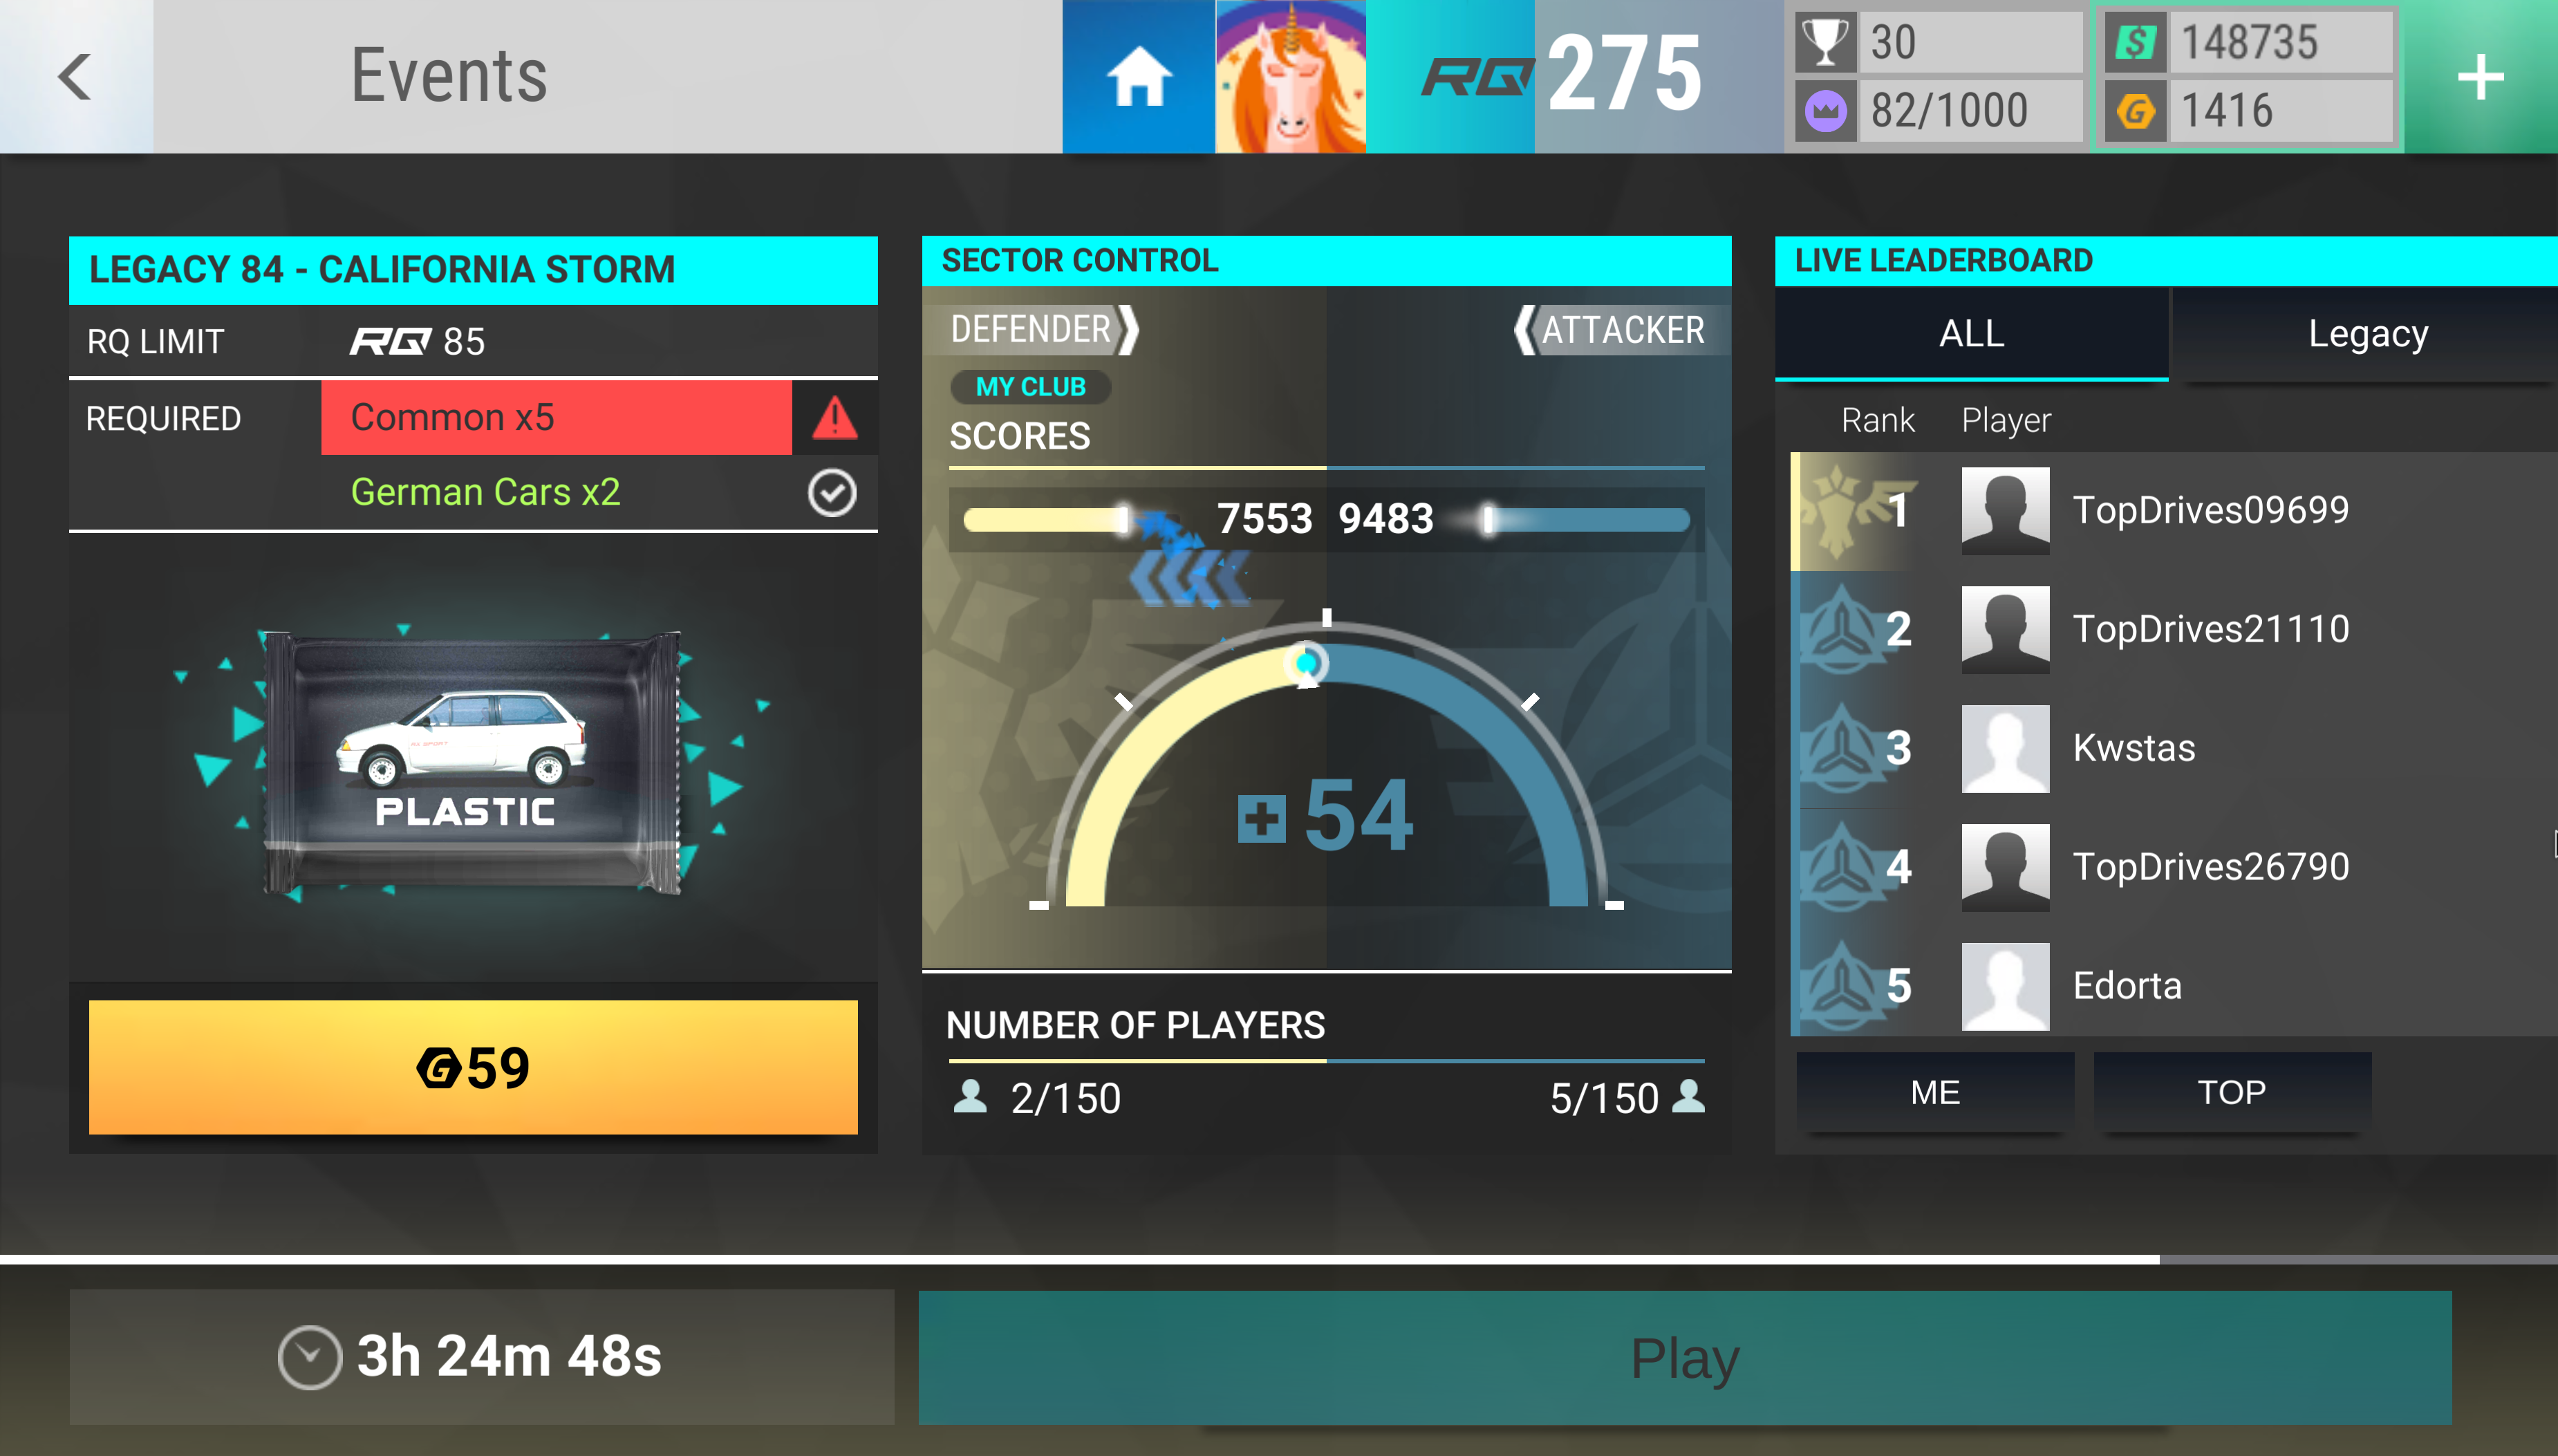 Events
RQ 275
30
82/1000
148735
1416
LEGACY 84 - CALIFORNIA STORM
RQ LIMIT RQ 85
REQUIRED Common x5
German Cars x2
PLASTIC
G 59
SECTOR CONTROL
DEFENDER ATTACKER
MY CLUB
SCORES
7553 9483
54
NUMBER OF PLAYERS
2/150 5/150
LIVE LEADERBOARD
ALL Legacy
Rank Player
1 TopDrives09699
2 TopDrives21110
3 Kwstas
4 TopDrives26790
5 Edorta
ME TOP
3h 24m 48s
Play